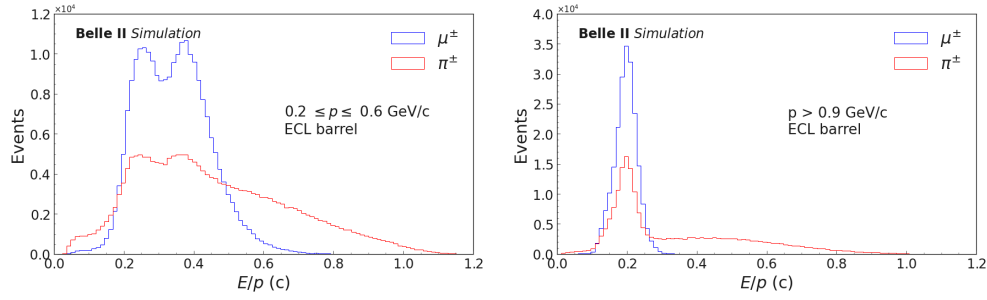 ×10⁴
Belle II Simulation
μ±
π±
0.2 ≤p≤ 0.6 GeV/c
ECL barrel
Events
1.2
1.0
0.8
0.6
0.4
0.2
0.0
0.0 0.2 0.4 0.6 0.8 1.0 1.2
E/p (c)
×10⁴
Belle II Simulation
μ±
π±
p > 0.9 GeV/c
ECL barrel
Events
4.0
3.5
3.0
2.5
2.0
1.5
1.0
0.5
0.0
0.0 0.2 0.4 0.6 0.8 1.0 1.2
E/p (c)